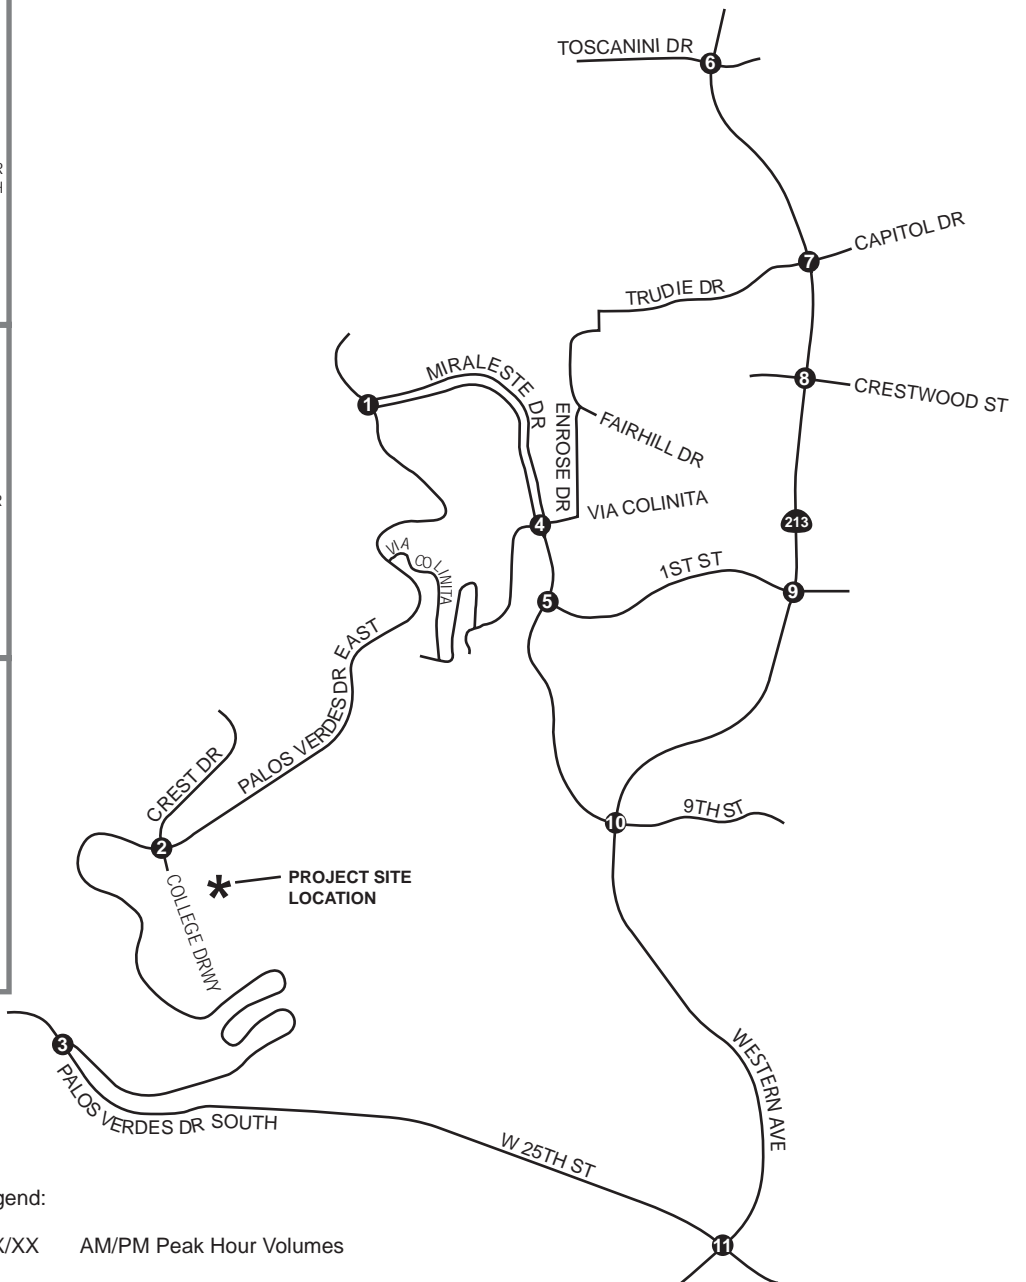 TOSCANINI DR
6
CAPITOL DR
7
TRUDIE DR
MIRALESTE DR
8
CRESTWOOD ST
1
ENROSE DR
FAIRHILL DR
VIA COLINITA
4
213
VIA COLINITA
1ST ST
9
5
PALOS VERDES DR EAST
CREST DR
9TH ST
10
2
PROJECT SITE
LOCATION
*
COLLEGE DRWY
3
PALOS VERDES DR SOUTH
WESTERN AVE
W 25TH ST
gend:
X/XX AM/PM Peak Hour Volumes
11